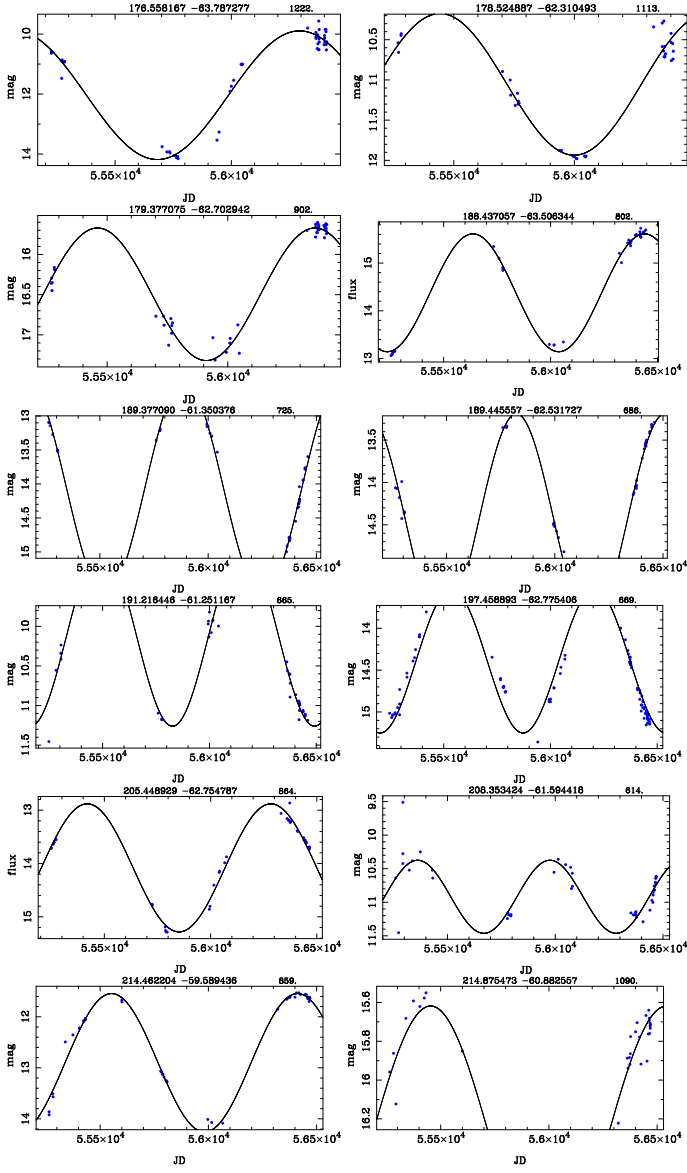 176.558167 −63.787277 1222.
10
12
14
mag
5.55×10⁴ 5.6×10⁴
JD
178.524887 −62.310493 1113.
10.5
11
11.5
12
mag
5.55×10⁴ 5.6×10⁴
JD
179.377075 −62.702942 902.
16
16.5
17
mag
5.55×10⁴ 5.6×10⁴
JD
188.437057 −63.506344 802.
15
14
13
flux
5.55×10⁴ 5.6×10⁴ 5.65×10⁴
JD
189.377090 −61.350376 725.
13
13.5
14
14.5
15
mag
5.55×10⁴ 5.6×10⁴ 5.65×10⁴
JD
189.445557 −62.531727 686.
13.5
14
14.5
mag
5.55×10⁴ 5.6×10⁴ 5.65×10⁴
JD
191.216446 −61.251167 665.
10
10.5
11
11.5
mag
5.55×10⁴ 5.6×10⁴ 5.65×10⁴
JD
197.458893 −62.775406 669.
14
14.5
15
mag
5.55×10⁴ 5.6×10⁴ 5.65×10⁴
JD
205.448929 −62.754787 864.
13
14
15
flux
5.55×10⁴ 5.6×10⁴ 5.65×10⁴
JD
208.353424 −61.594418 614.
9.5
10
10.5
11
11.5
mag
5.55×10⁴ 5.6×10⁴ 5.65×10⁴
JD
214.462204 −59.589436 859.
12
13
14
mag
5.55×10⁴ 5.6×10⁴ 5.65×10⁴
JD
214.875473 −60.882557 1090.
15.6
15.8
16
16.2
mag
5.55×10⁴ 5.6×10⁴ 5.65×10⁴
JD